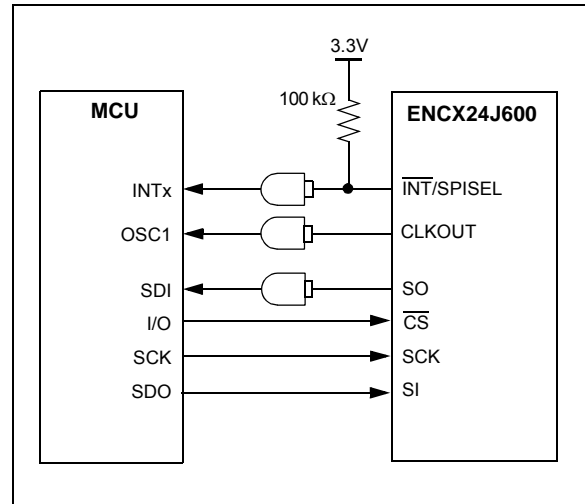 3.3V
100 kΩ
MCU
ENCX24J600
INTx
INT/SPISEL
OSC1
CLKOUT
SDI
SO
I/O
CS
SCK
SCK
SDO
SI